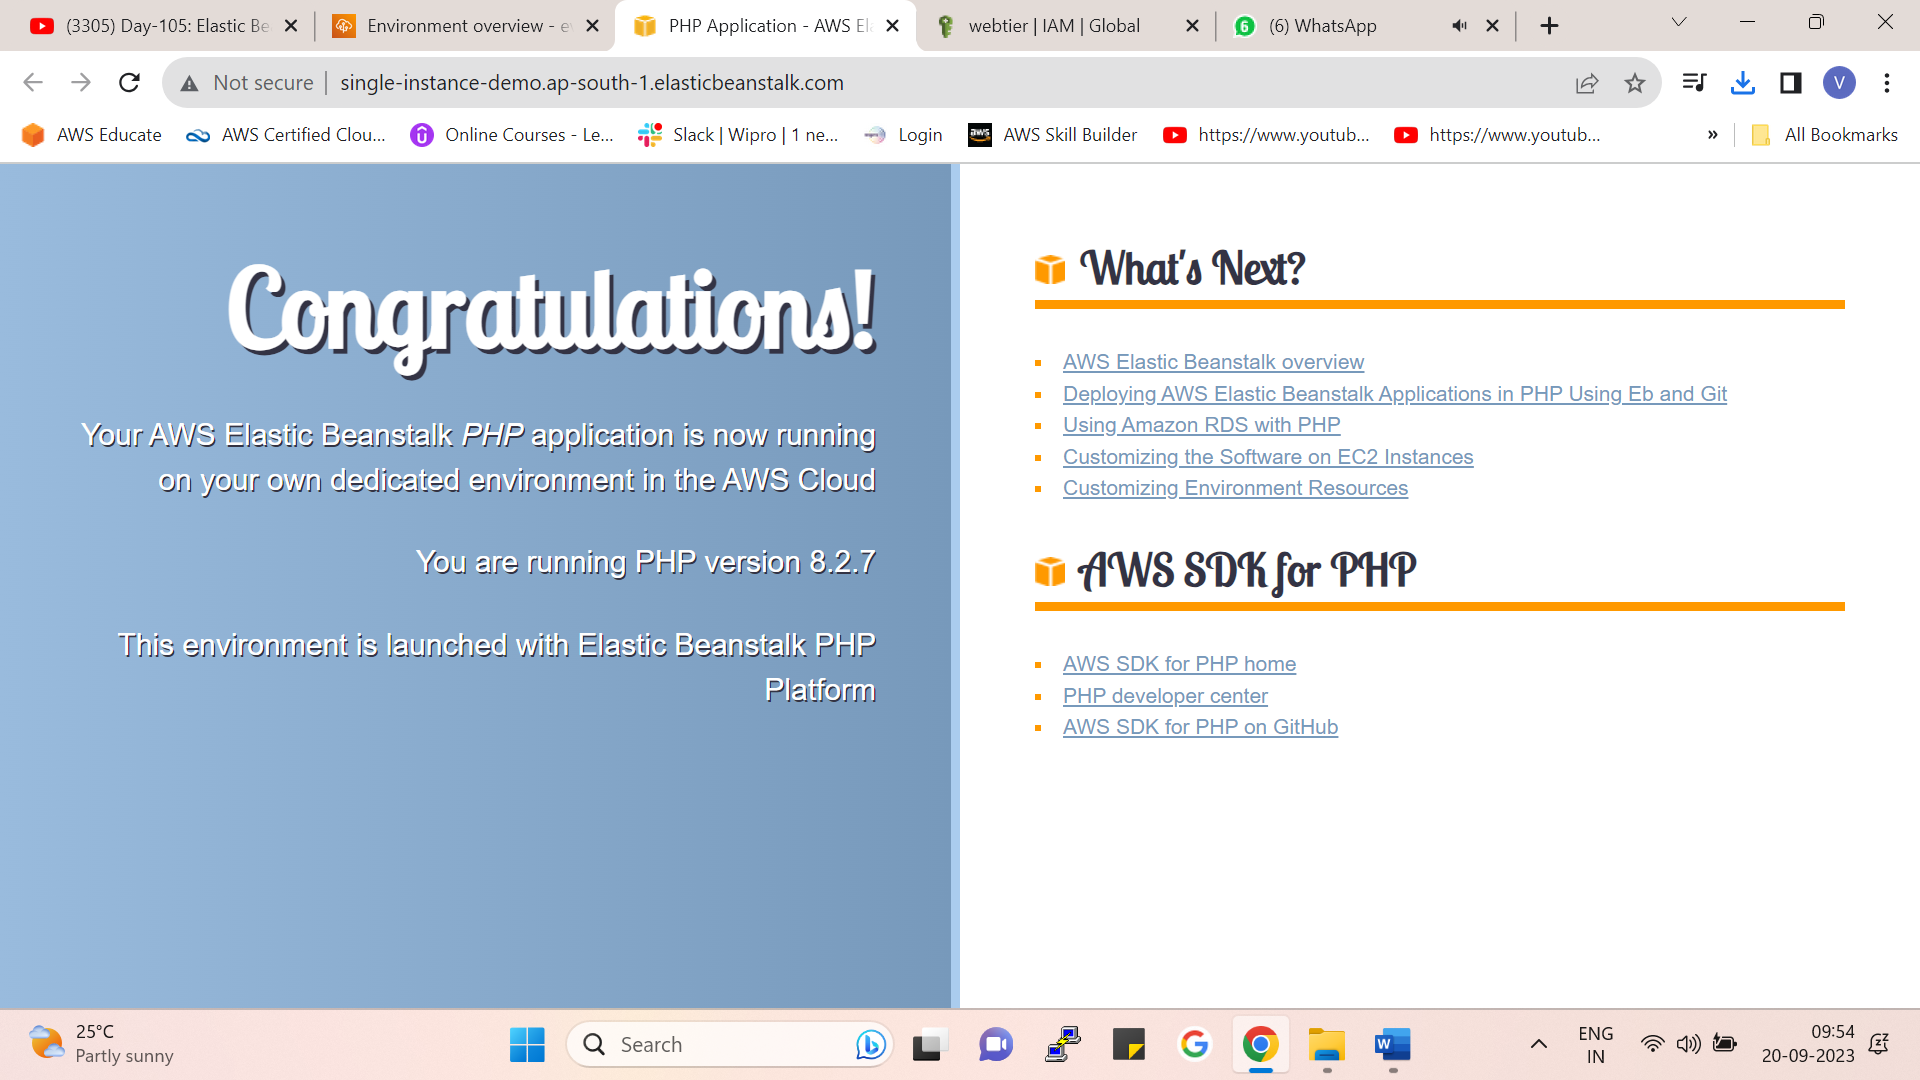 (3305) Day-105: Elastic Be
Environment overview - e
PHP Application - AWS El
webtier | IAM | Global
6
(6) WhatsApp
Not secure
single-instance-demo.ap-south-1.elasticbeanstalk.com
V
AWS Educate
AWS Certified Clou...
Online Courses - Le...
Slack | Wipro | 1 ne...
Login
aws
AWS Skill Builder
https://www.youtub...
https://www.youtub...
»
All Bookmarks
Congratulations!
Your AWS Elastic Beanstalk PHP application is now running
on your own dedicated environment in the AWS Cloud
You are running PHP version 8.2.7
This environment is launched with Elastic Beanstalk PHP
Platform
What's Next?
AWS Elastic Beanstalk overview
Deploying AWS Elastic Beanstalk Applications in PHP Using Eb and Git
Using Amazon RDS with PHP
Customizing the Software on EC2 Instances
Customizing Environment Resources
AWS SDK for PHP
AWS SDK for PHP home
PHP developer center
AWS SDK for PHP on GitHub
25°C
Partly sunny
Search
W
ENG
IN
09:54
20-09-2023